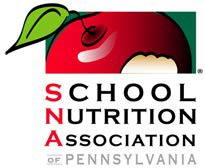 ®
SCHOOL
NUTRITION
ASSOCIATION
OF PENNSYLVANIA